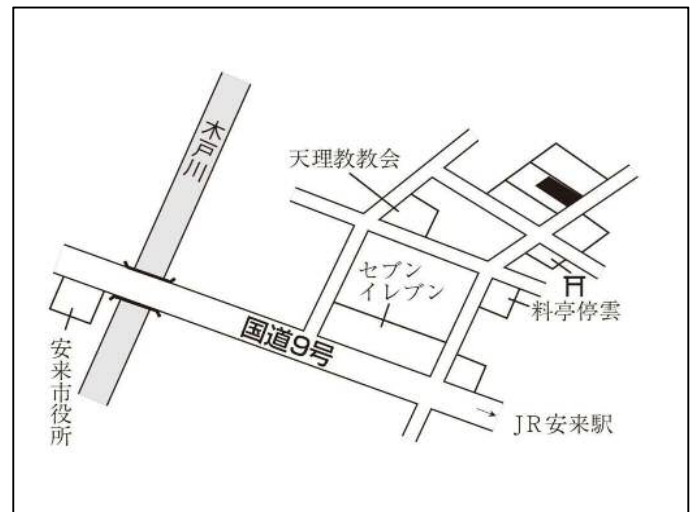 木戸川
天理教教会
セブン
イレブン
料亭停雲
国道9号
安来市役所
JR安来駅